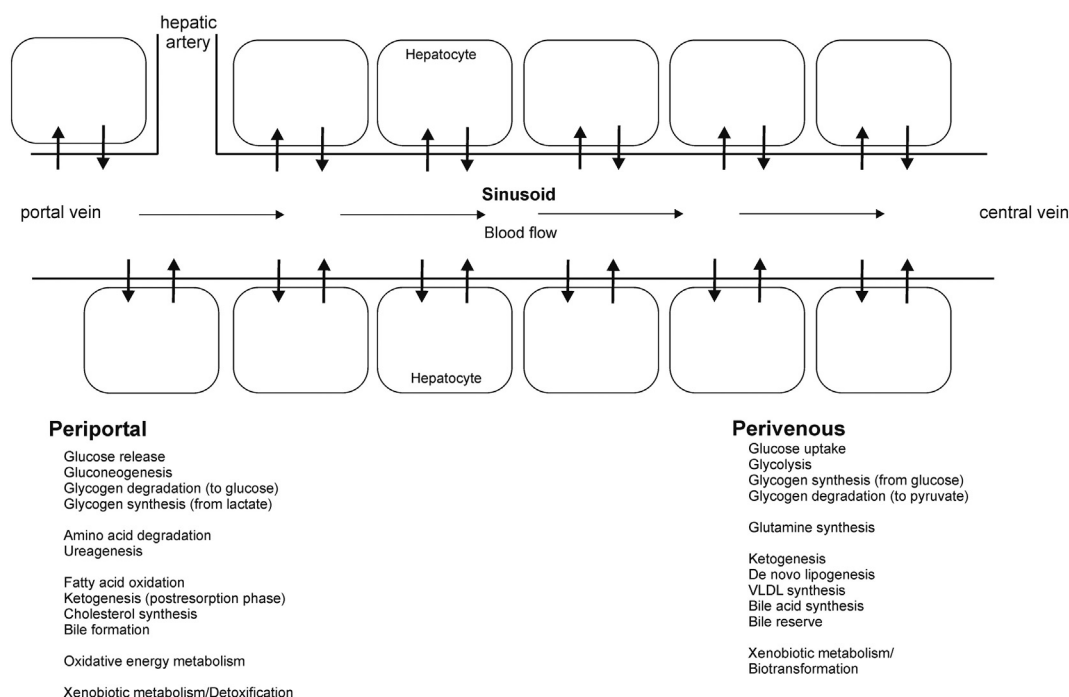 hepatic
artery
Hepatocyte
Sinusoid
portal vein
central vein
Blood flow
Hepatocyte
Periportal
Glucose release
Gluconeogenesis
Glycogen degradation (to glucose)
Glycogen synthesis (from lactate)
Amino acid degradation
Ureagenesis
Fatty acid oxidation
Ketogenesis (postresorption phase)
Cholesterol synthesis
Bile formation
Oxidative energy metabolism
Xenobiotic metabolism/Detoxification
Perivenous
Glucose uptake
Glycolysis
Glycogen synthesis (from glucose)
Glycogen degradation (to pyruvate)
Glutamine synthesis
Ketogenesis
De novo lipogenesis
VLDL synthesis
Bile acid synthesis
Bile reserve
Xenobiotic metabolism/
Biotransformation